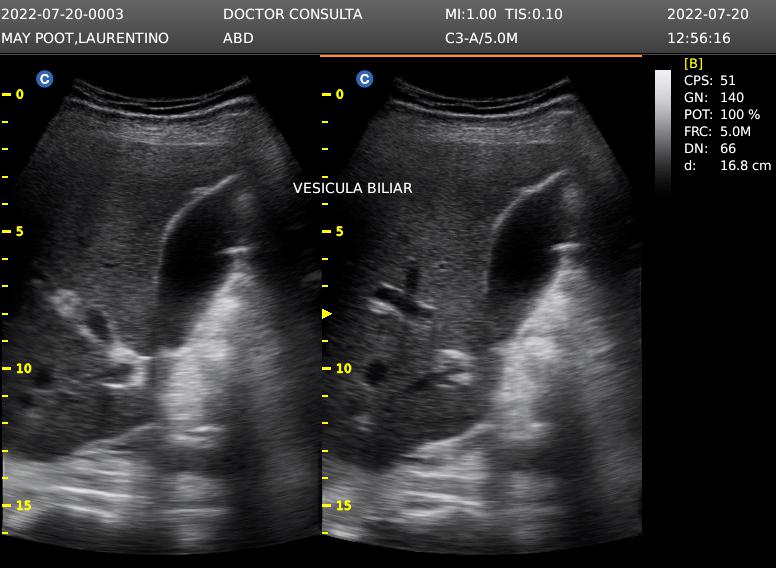 2022-07-20-0003 DOCTOR CONSULTA MI:1.00 TIS:0.10 2022-07-20
MAY POOT,LAURENTINO ABD C3-A/5.0M 12:56:16
C C
[B]
CPS: 51
GN: 140
POT: 100 %
FRC: 5.0M
DN: 66
d: 16.8 cm
VESICULA BILIAR
0 0
5 5
10 10
15 15